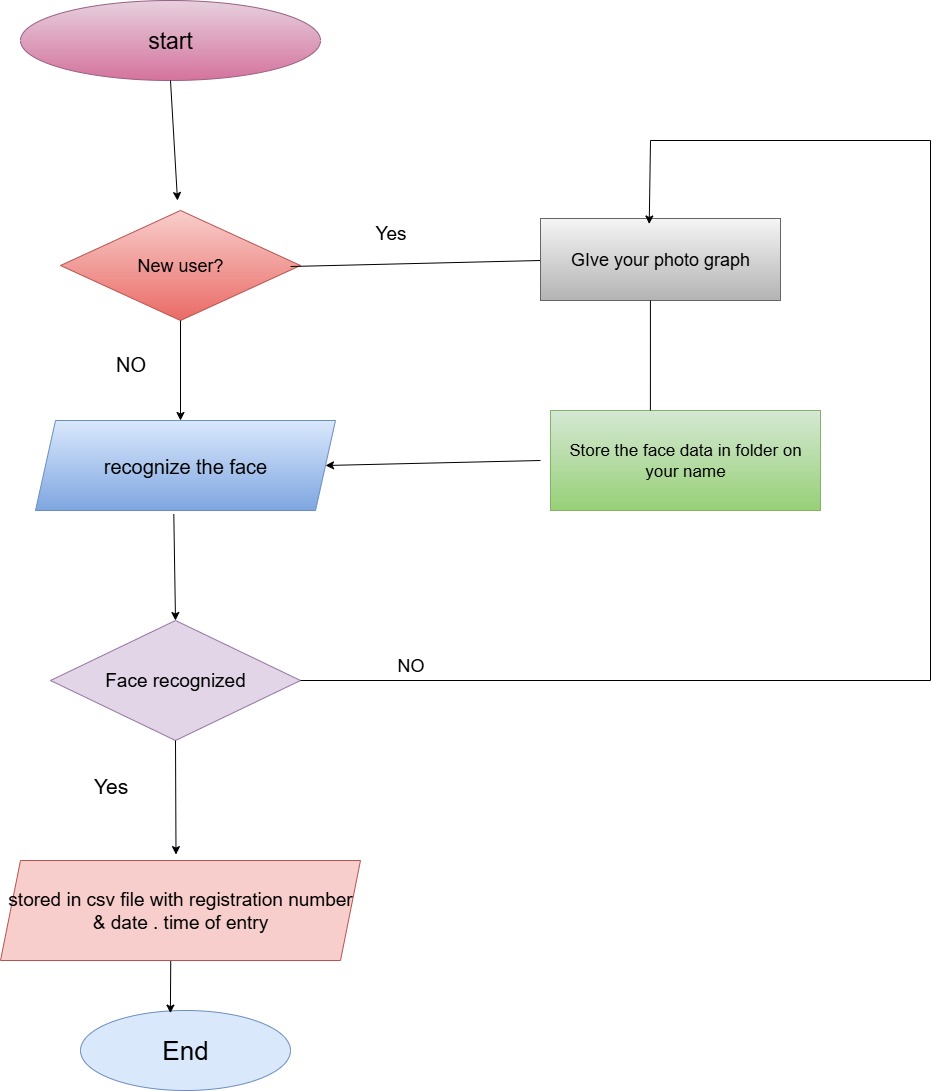 start
New user?
Yes
GIve your photo graph
NO
recognize the face
Store the face data in folder on
your name
Face recognized
NO
Yes
stored in csv file with registration number
& date . time of entry
End